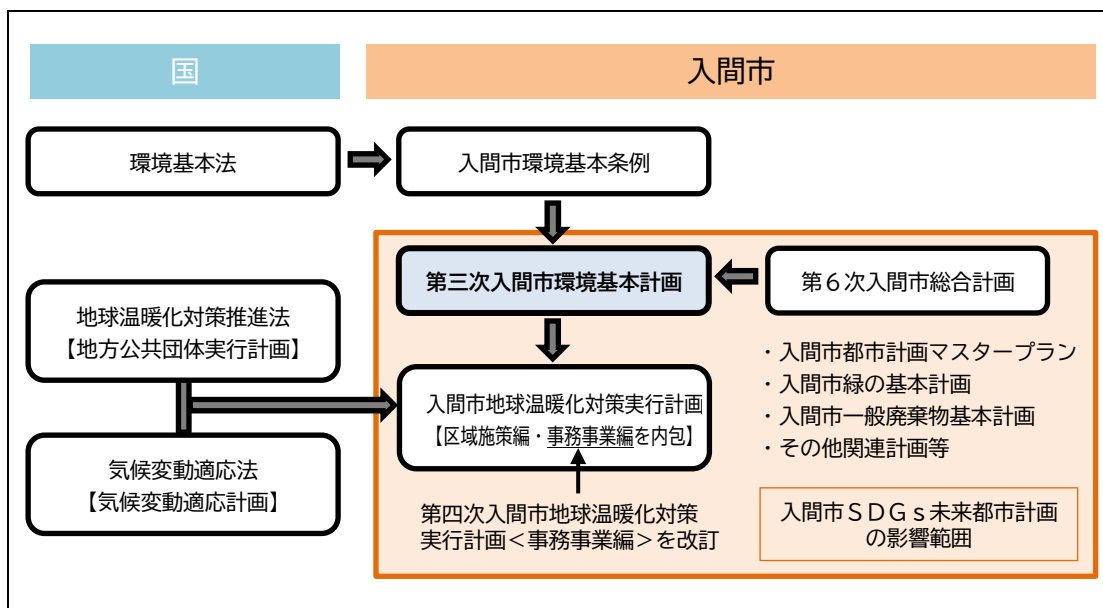 国
入間市
環境基本法
入間市環境基本条例
第三次入間市環境基本計画
第６次入間市総合計画
地球温暖化対策推進法
【地方公共団体実行計画】
入間市地球温暖化対策実行計画
【区域施策編・事務事業編を内包】
・入間市都市計画マスタープラン
・入間市緑の基本計画
・入間市一般廃棄物基本計画
・その他関連計画等
気候変動適応法
【気候変動適応計画】
第四次入間市地球温暖化対策
実行計画＜事務事業編＞を改訂
入間市ＳＤＧｓ未来都市計画
の影響範囲